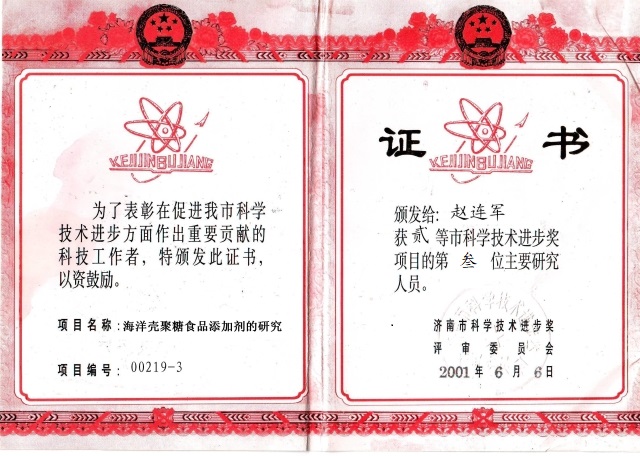 KEIJINBUJIANG
为了表彰在促进我市科学
技术进步方面作出重要贡献的
科技工作者，特颁发此证书，
以资鼓励。
项目名称：海洋壳聚糖食品添加剂的研究
项目编号：00219-3
证书
KEIJINBUJIANG
颁发给：赵连军
获贰等市科学技术进步奖
项目的第叁位主要研究
人员。
济南市科学技术进步奖
评审委员会
2001年6月6日